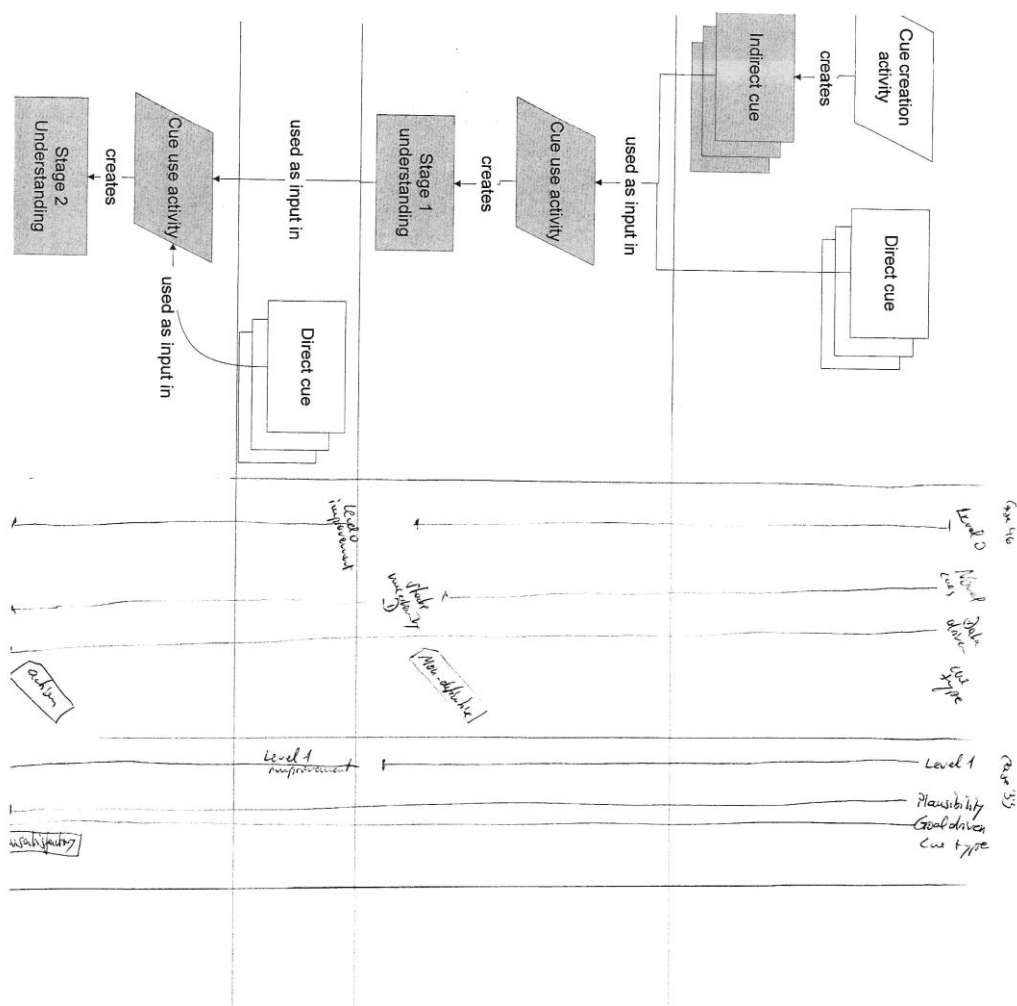 Cue creation
activity
creates
Indirect cue
Direct cue
used as input in
Cue use activity
creates
Stage 1
understanding
used as input in
Direct cue
used as input in
Cue use activity
creates
Stage 2
Understanding
Case 46
Level 0
Level 0
improvement
Novel
cues
Data
driven
cue
type
action
Level 1
Level 1
improvement
Plausibility
Goal driven
cue type